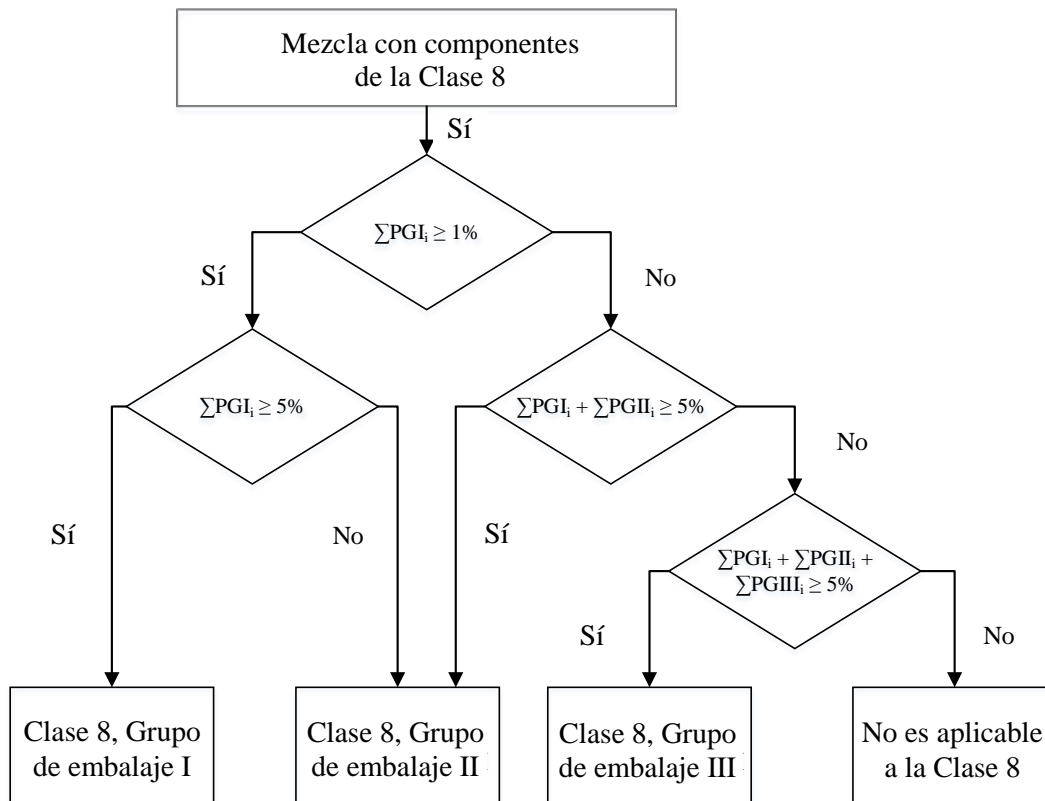 Mezcla con componentes
de la Clase 8
Sí
∑PGIᵢ ≥ 1%
Sí
No
∑PGIᵢ ≥ 5%
∑PGIᵢ + ∑PGIIᵢ ≥ 5%
No
Sí
No
Sí
∑PGIᵢ + ∑PGIIᵢ +
∑PGIIIᵢ ≥ 5%
Sí
No
Clase 8, Grupo
de embalaje I
Clase 8, Grupo
de embalaje II
Clase 8, Grupo
de embalaje III
No es aplicable
a la Clase 8